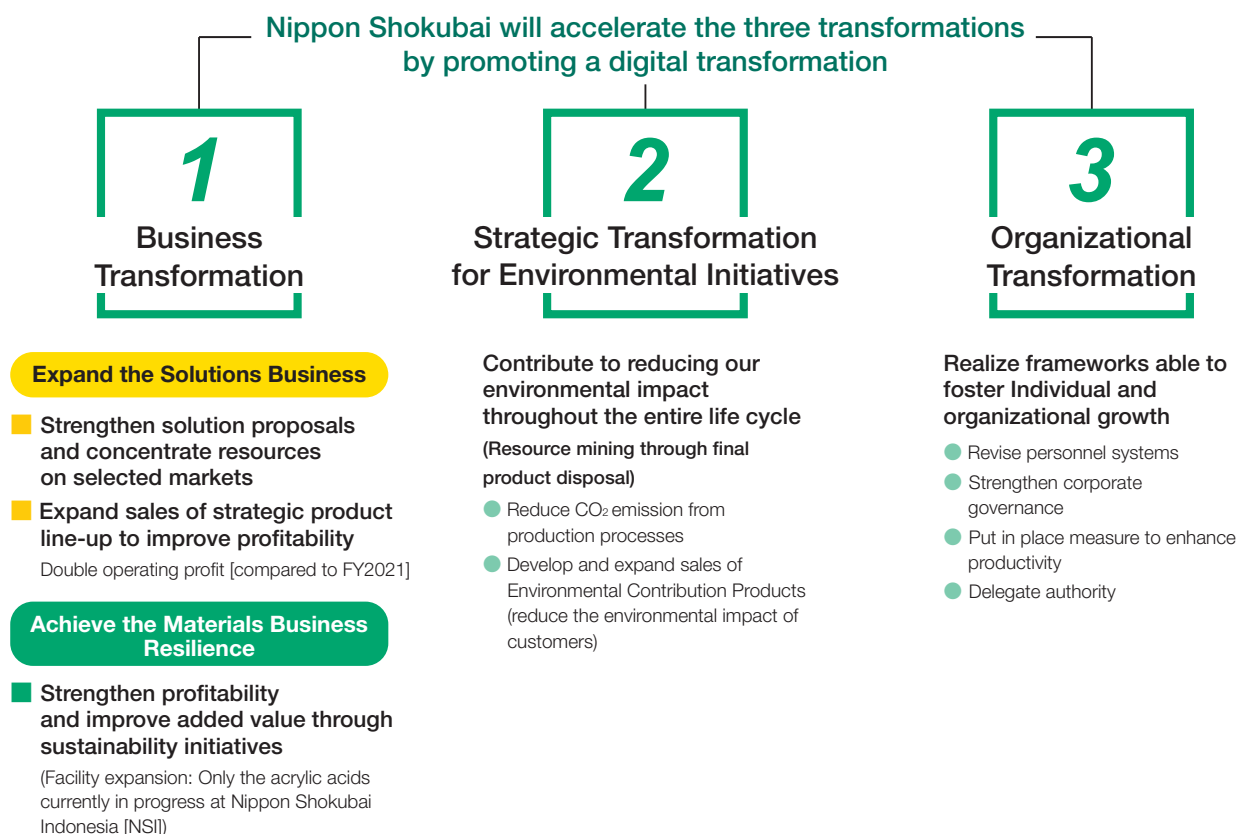 Nippon Shokubai will accelerate the three transformations
by promoting a digital transformation
1
Business
Transformation
Expand the Solutions Business
Strengthen solution proposals
and concentrate resources
on selected markets
Expand sales of strategic product
line-up to improve profitability
Double operating profit [compared to FY2021]
Achieve the Materials Business
Resilience
Strengthen profitability
and improve added value through
sustainability initiatives
(Facility expansion: Only the acrylic acids
currently in progress at Nippon Shokubai
Indonesia [NSI])
2
Strategic Transformation
for Environmental Initiatives
Contribute to reducing our
environmental impact
throughout the entire life cycle
(Resource mining through final
product disposal)
Reduce CO₂ emission from
production processes
Develop and expand sales of
Environmental Contribution Products
(reduce the environmental impact of
customers)
3
Organizational
Transformation
Realize frameworks able to
foster Individual and
organizational growth
Revise personnel systems
Strengthen corporate
governance
Put in place measure to enhance
productivity
Delegate authority